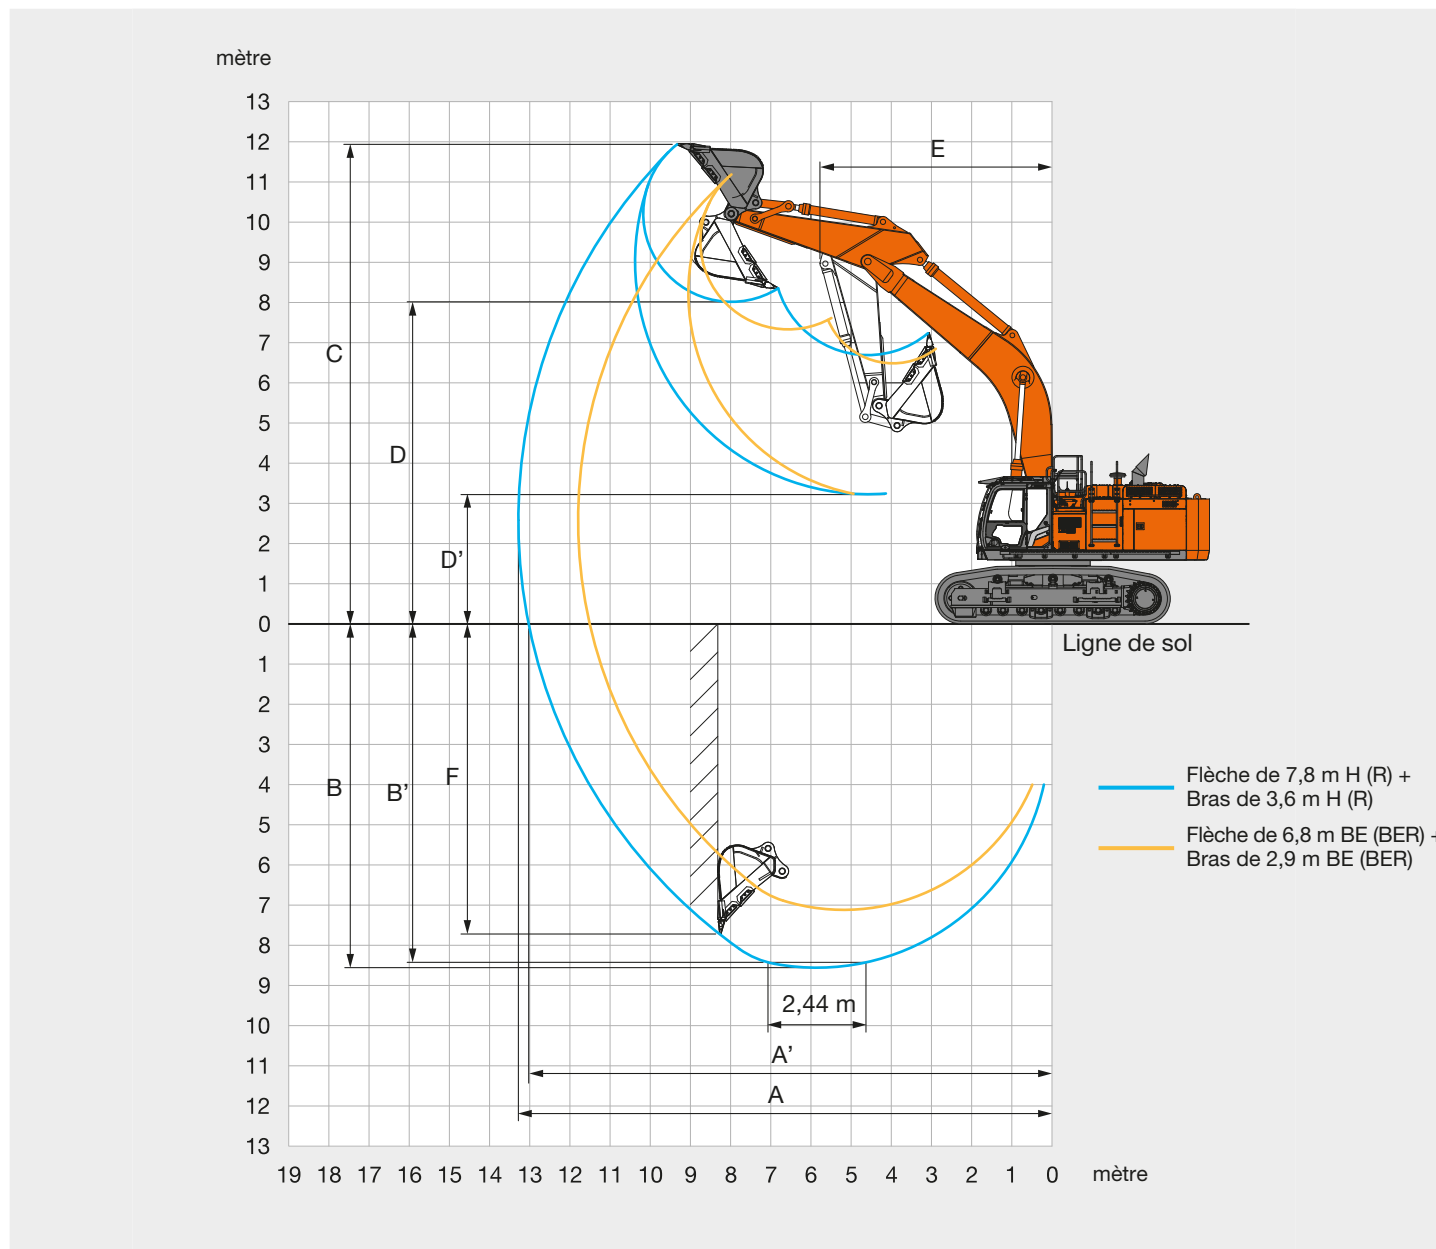 mètre
13
12
11
10
9
8
7
6
5
4
3
2
1
0
1
2
3
4
5
6
7
8
9
10
11
12
13
E
C
D
D’
Ligne de sol
B
B’
F
2,44 m
A’
A
19 18 17 16 15 14 13 12 11 10 9 8 7 6 5 4 3 2 1 0 mètre
Flèche de 7,8 m H (R) +
Bras de 3,6 m H (R)
Flèche de 6,8 m BE (BER) +
Bras de 2,9 m BE (BER)